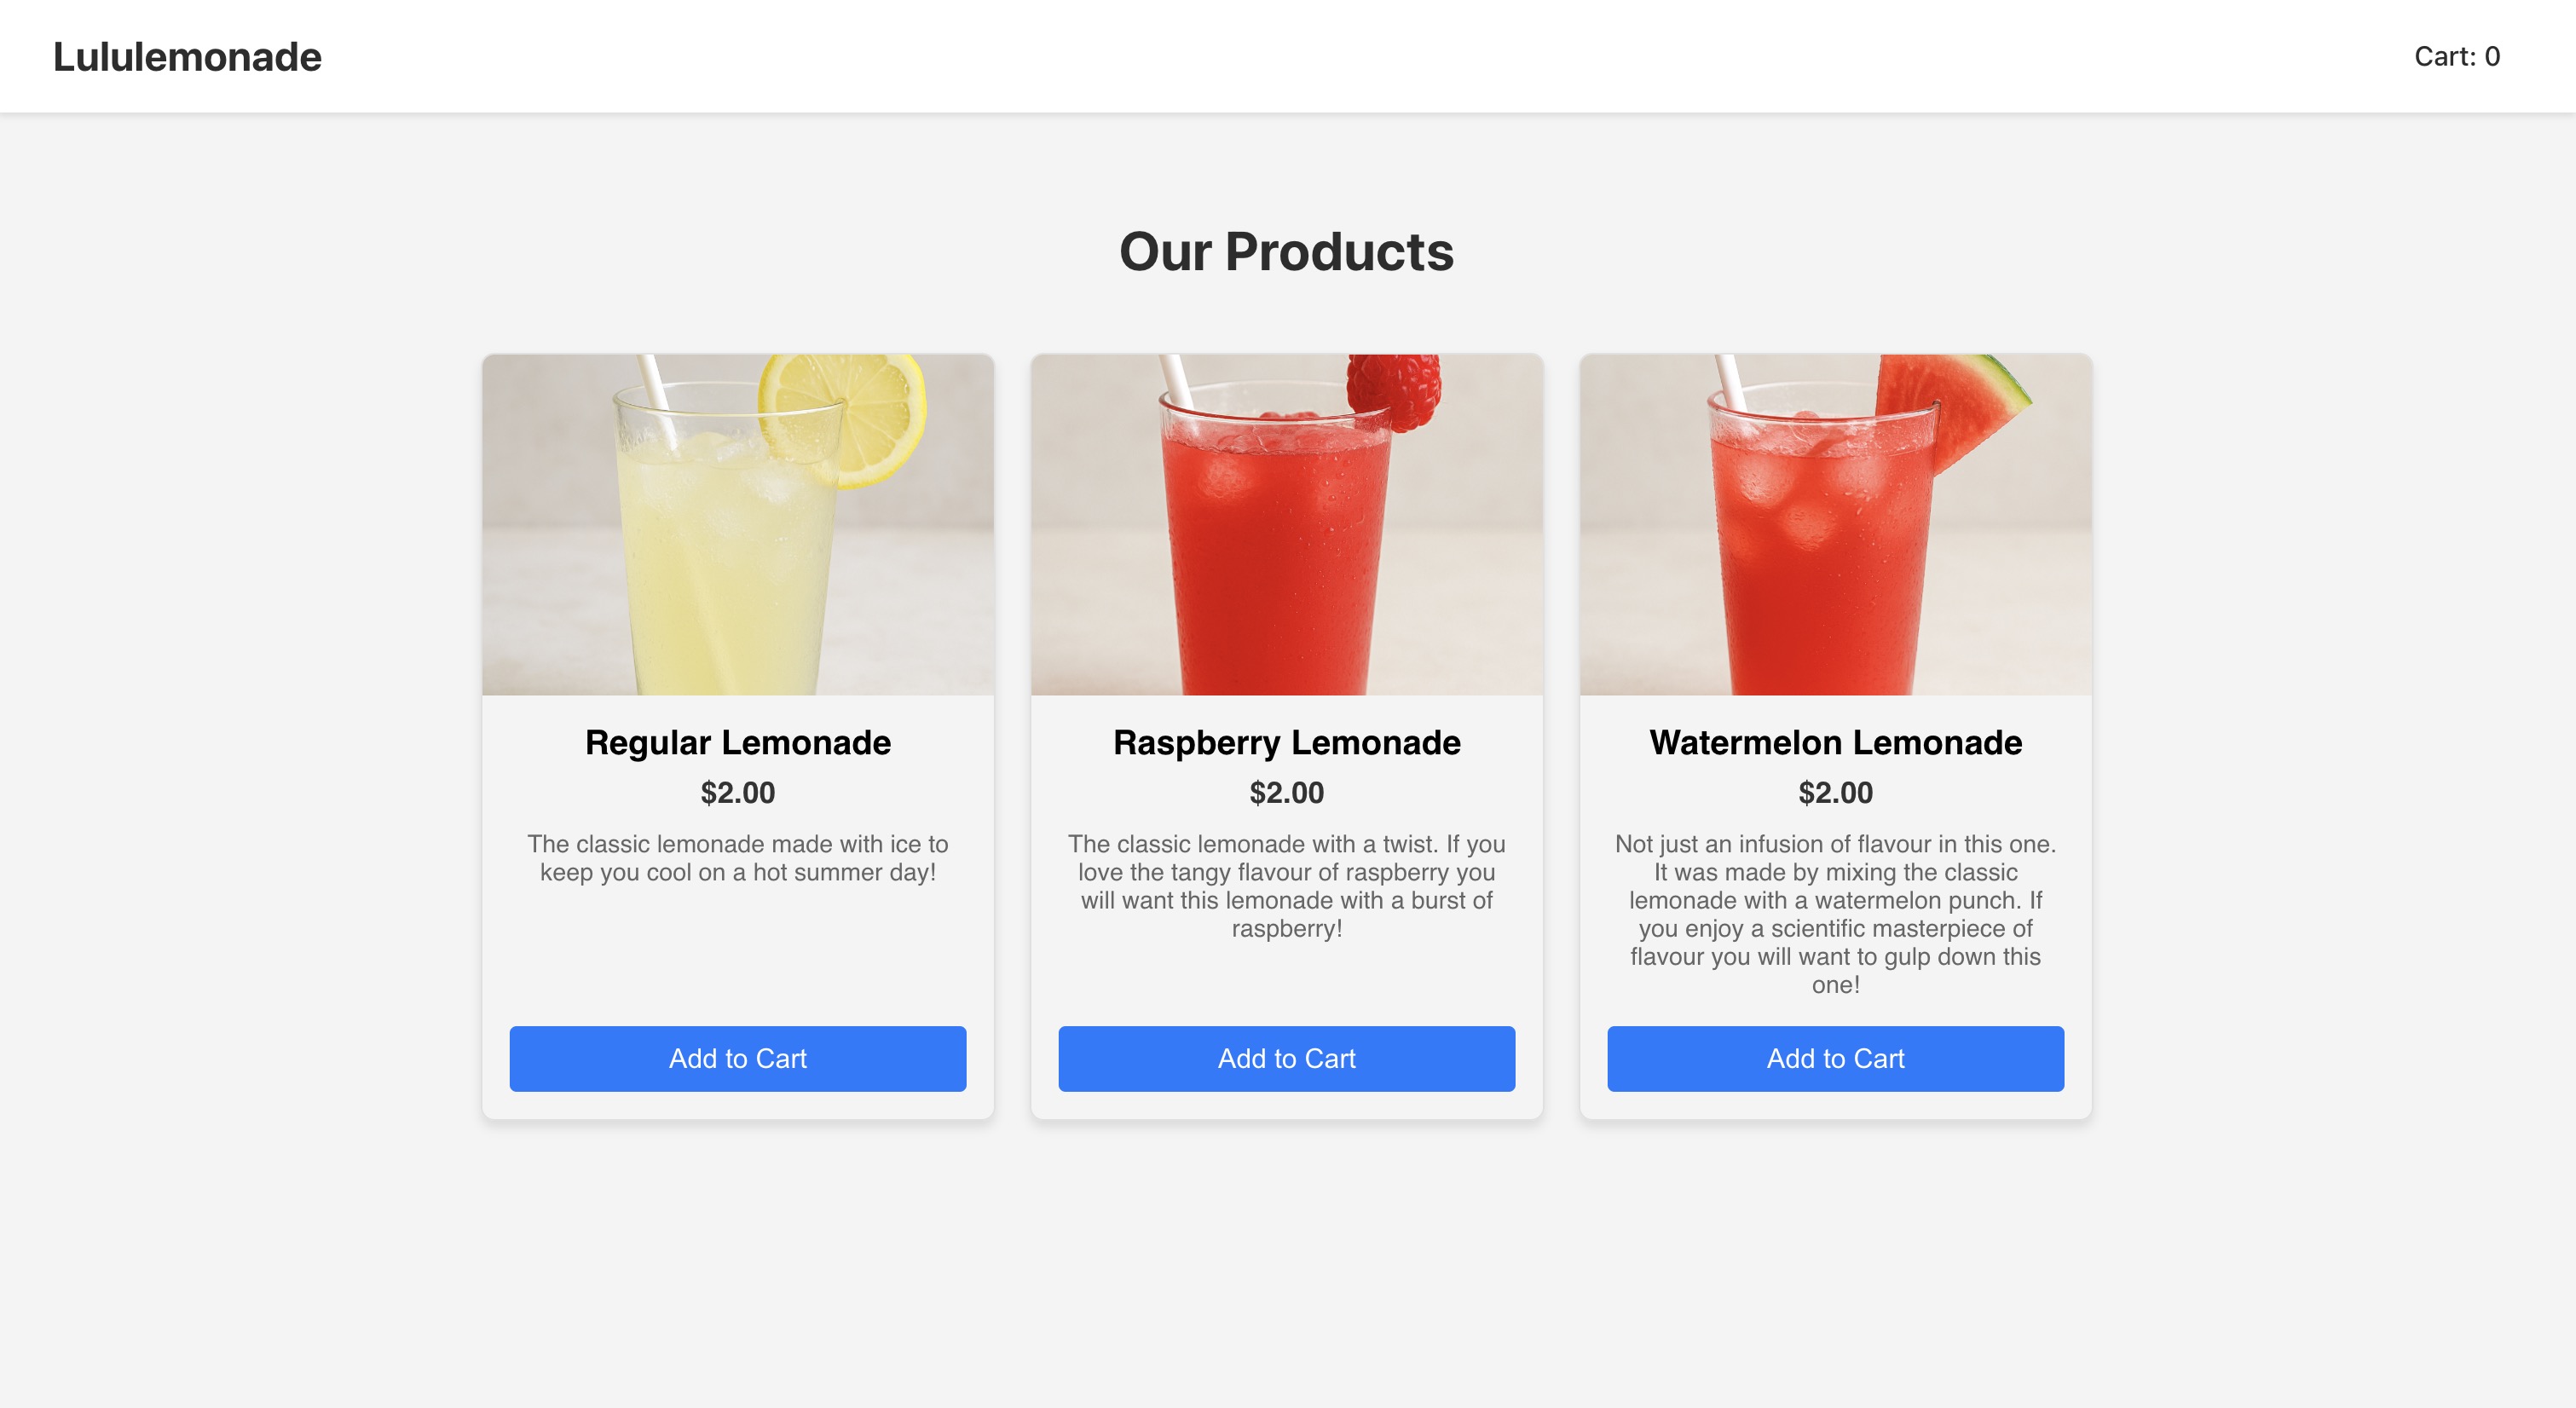 Lululemonade
Cart: 0
Our Products
Regular Lemonade
$2.00
The classic lemonade made with ice to
keep you cool on a hot summer day!
Add to Cart
Raspberry Lemonade
$2.00
The classic lemonade with a twist. If you
love the tangy flavour of raspberry you
will want this lemonade with a burst of
raspberry!
Add to Cart
Watermelon Lemonade
$2.00
Not just an infusion of flavour in this one.
It was made by mixing the classic
lemonade with a watermelon punch. If
you enjoy a scientific masterpiece of
flavour you will want to gulp down this
one!
Add to Cart